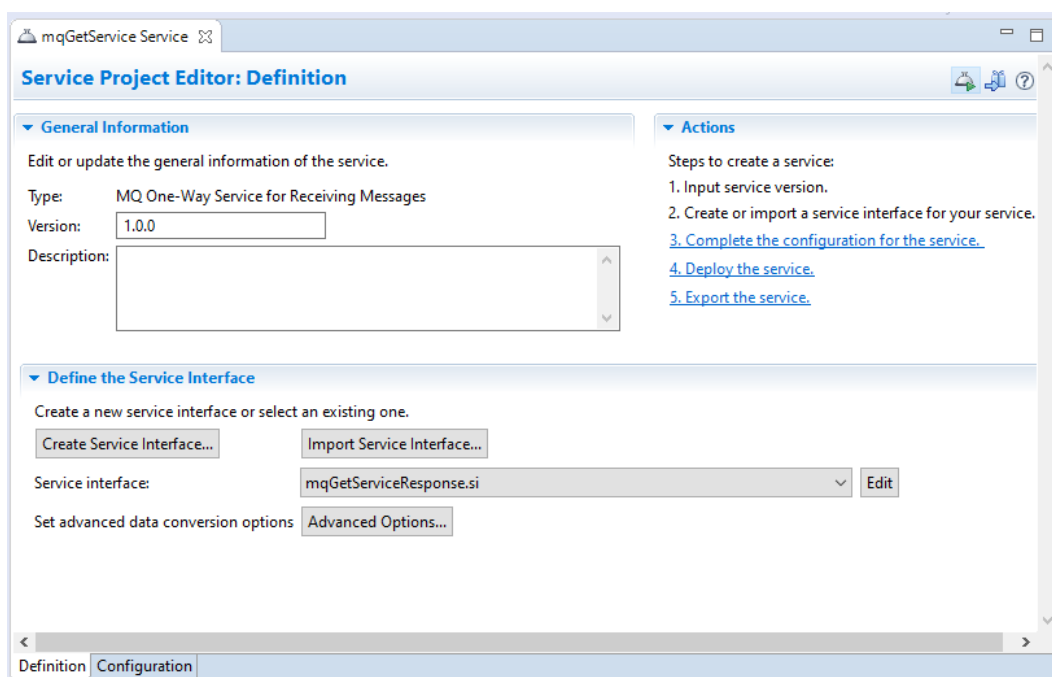 mqGetService Service
Service Project Editor: Definition
General Information
Edit or update the general information of the service.
Type: MQ One-Way Service for Receiving Messages
Version: 1.0.0
Description:
Actions
Steps to create a service:
1. Input service version.
2. Create or import a service interface for your service.
3. Complete the configuration for the service.
4. Deploy the service.
5. Export the service.
Define the Service Interface
Create a new service interface or select an existing one.
Create Service Interface... Import Service Interface...
Service interface: mqGetServiceResponse.si Edit
Set advanced data conversion options Advanced Options...
Definition Configuration